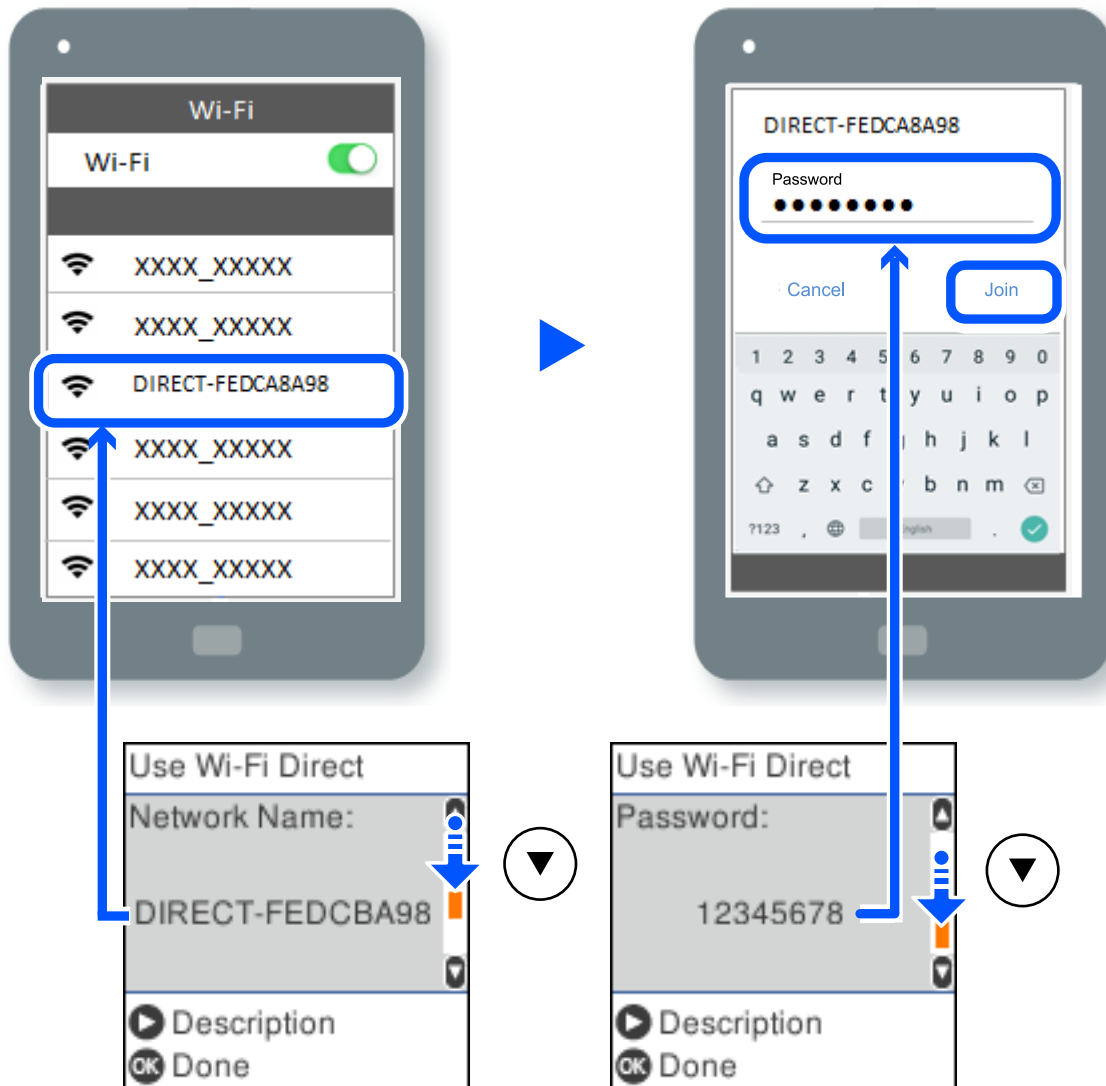 Wi-Fi
Wi-Fi
XXXX_XXXXX
XXXX_XXXXX
DIRECT-FEDCA8A98
XXXX_XXXXX
XXXX_XXXXX
XXXX_XXXXX
DIRECT-FEDCA8A98
Password
Cancel Join
1 2 3 4 5 6 7 8 9 0
q w e r t y u i o p
a s d f g h j k l
z x c v b n m
?123 , .
Use Wi-Fi Direct
Network Name:
DIRECT-FEDCBA98
Description
OK Done
Use Wi-Fi Direct
Password:
12345678
Description
OK Done